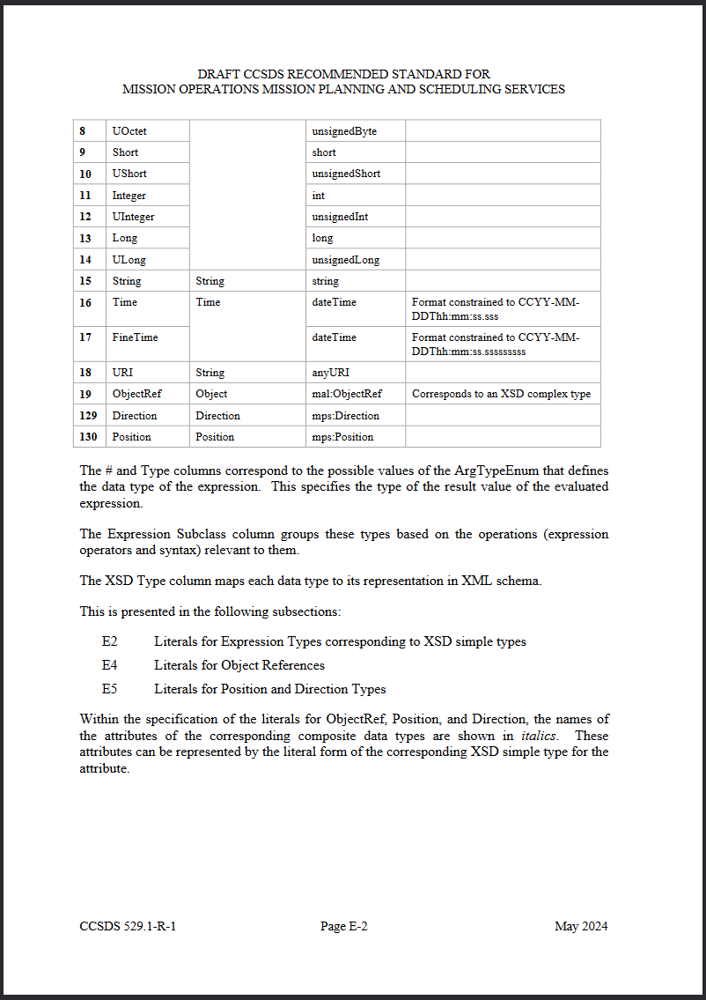 DRAFT CCSDS RECOMMENDED STANDARD FOR
MISSION OPERATIONS MISSION PLANNING AND SCHEDULING SERVICES
8 UOctet unsignedByte
9 Short short
10 UShort unsignedShort
11 Integer int
12 UInteger unsignedInt
13 Long long
14 ULong unsignedLong
15 String String string
16 Time Time dateTime Format constrained to CCYY-MM-
DDThh:mm:ss.sss
17 FineTime dateTime Format constrained to CCYY-MM-
DDThh:mm:ss.sssssssss
18 URI String anyURI
19 ObjectRef Object mal:ObjectRef Corresponds to an XSD complex type
129 Direction Direction mps:Direction
130 Position Position mps:Position
The # and Type columns correspond to the possible values of the ArgTypeEnum that defines
the data type of the expression. This specifies the type of the result value of the evaluated
expression.
The Expression Subclass column groups these types based on the operations (expression
operators and syntax) relevant to them.
The XSD Type column maps each data type to its representation in XML schema.
This is presented in the following subsections:
E2 Literals for Expression Types corresponding to XSD simple types
E4 Literals for Object References
E5 Literals for Position and Direction Types
Within the specification of the literals for ObjectRef, Position, and Direction, the names of
the attributes of the corresponding composite data types are shown in italics. These
attributes can be represented by the literal form of the corresponding XSD simple type for the
attribute.
CCSDS 529.1-R-1 Page E-2 May 2024